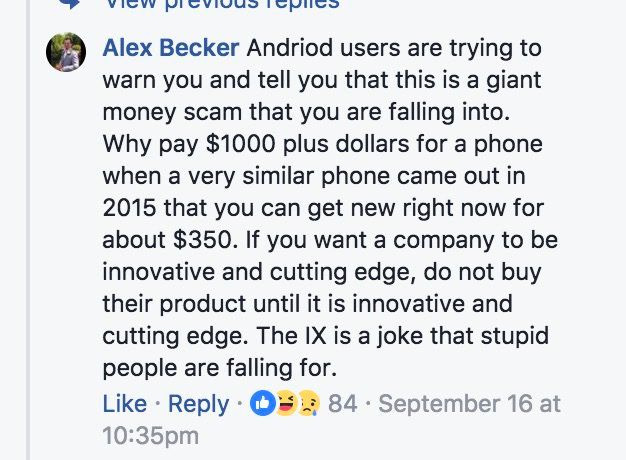 View previous replies
Alex Becker Andriod users are trying to
warn you and tell you that this is a giant
money scam that you are falling into.
Why pay $1000 plus dollars for a phone
when a very similar phone came out in
2015 that you can get new right now for
about $350. If you want a company to be
innovative and cutting edge, do not buy
their product until it is innovative and
cutting edge. The IX is a joke that stupid
people are falling for.
Like · Reply · 84 · September 16 at
10:35pm